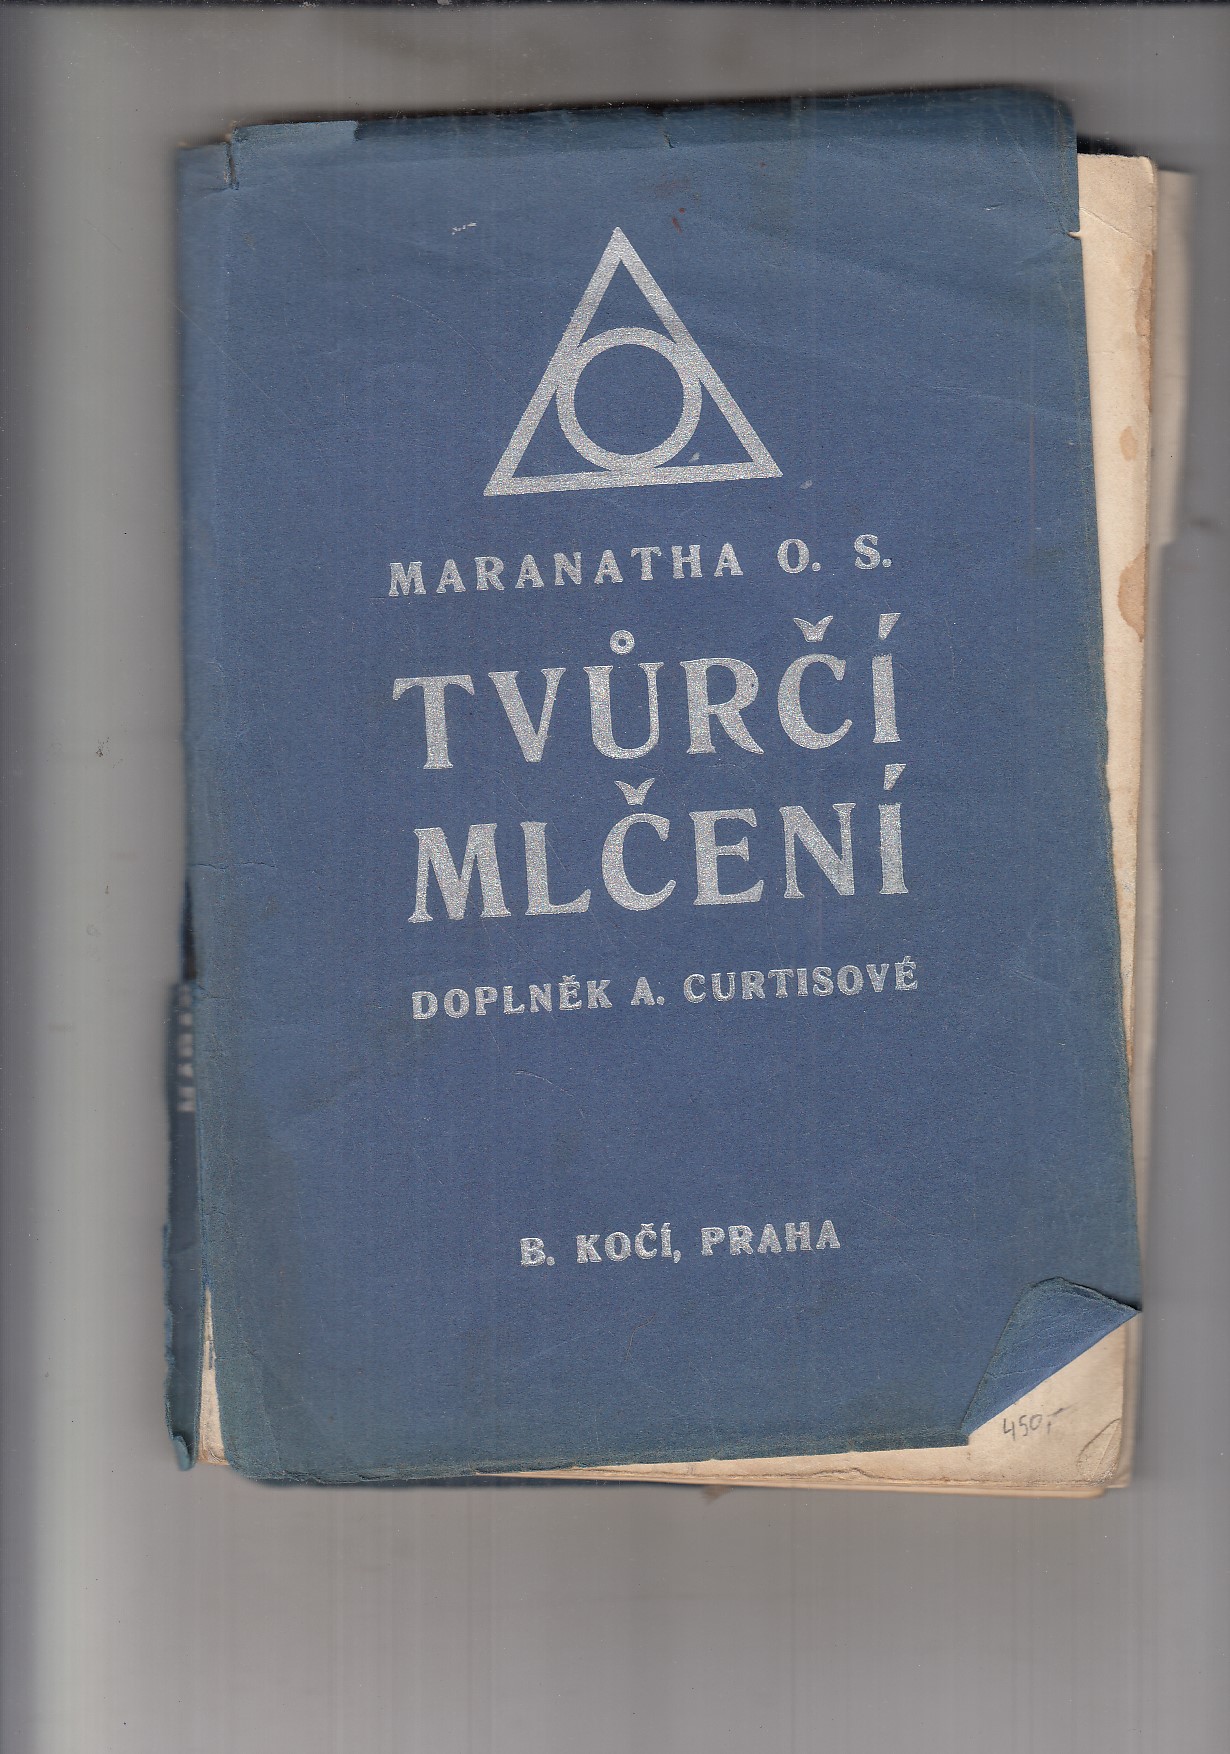 MARANATHA O. S.
TVŮRČÍ
MLČENÍ
DOPLNĚK A. CURTISOVÉ
B. KOČÍ, PRAHA
450,-